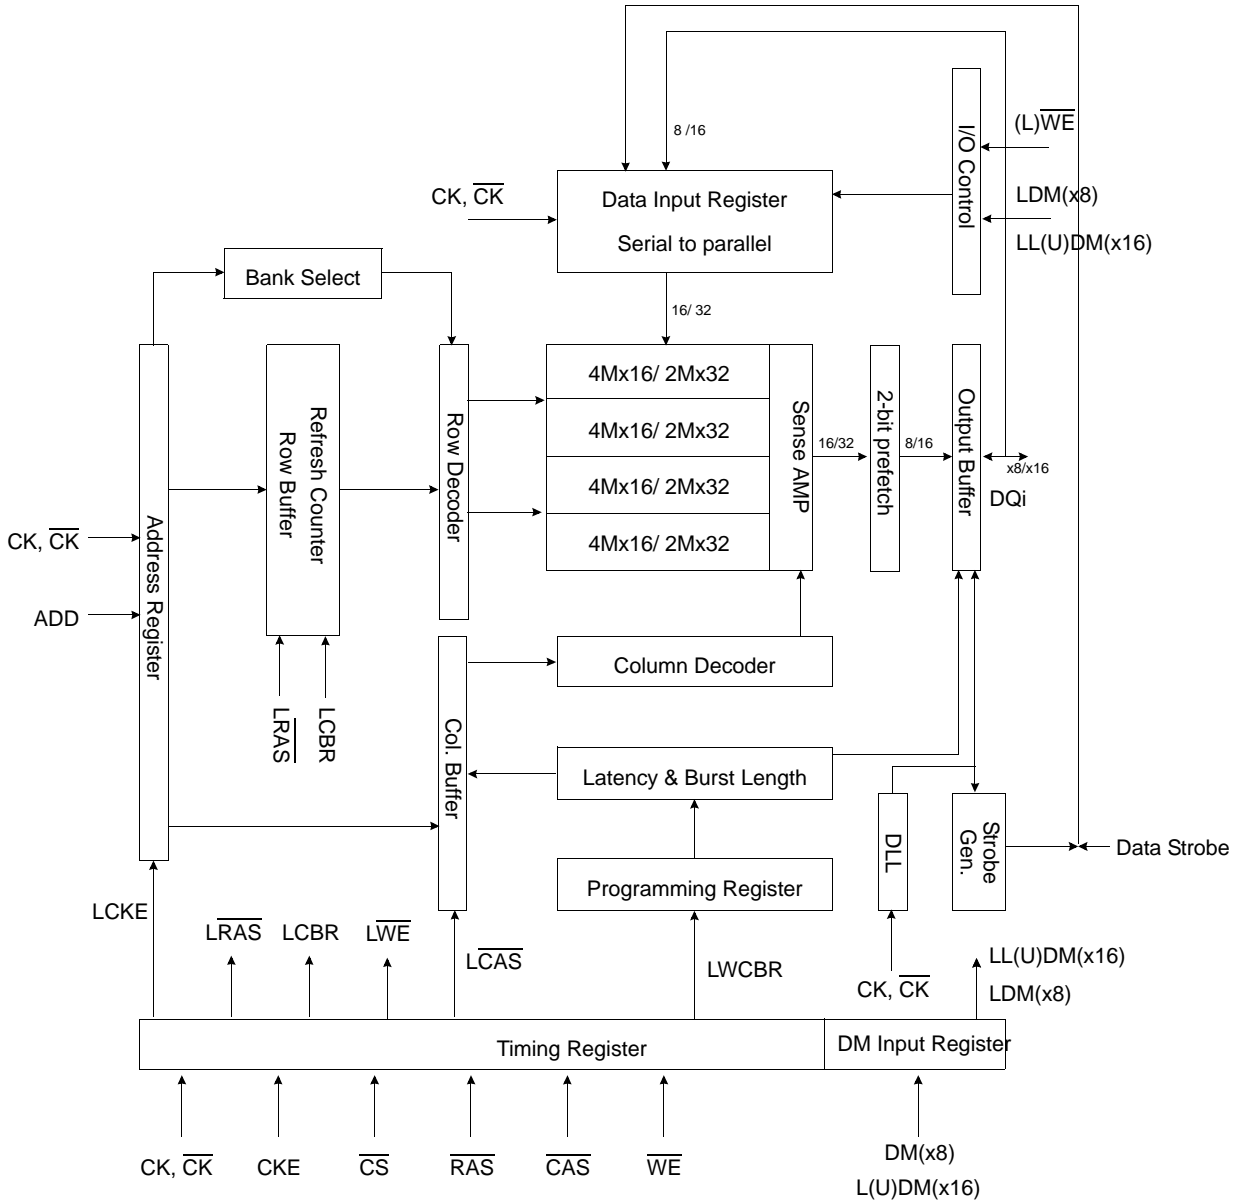 I/O Control
(L)WE
LDM(x8)
LL(U)DM(x16)
8 /16
CK, CK
Data Input Register
Serial to parallel
Bank Select
16/ 32
Address Register
Refresh Counter
Row Buffer
Row Decoder
4Mx16/ 2Mx32
4Mx16/ 2Mx32
4Mx16/ 2Mx32
4Mx16/ 2Mx32
Sense AMP
16/32
2-bit prefetch
8/16
Output Buffer
x8/x16
DQi
CK, CK
ADD
LRAS
LCBR
Col. Buffer
Column Decoder
Latency & Burst Length
Programming Register
DLL
Strobe
Gen.
Data Strobe
LCKE
LRAS
LCBR
LWE
LCAS
LWCBR
CK, CK
LL(U)DM(x16)
LDM(x8)
Timing Register
DM Input Register
CK, CK
CKE
CS
RAS
CAS
WE
DM(x8)
L(U)DM(x16)